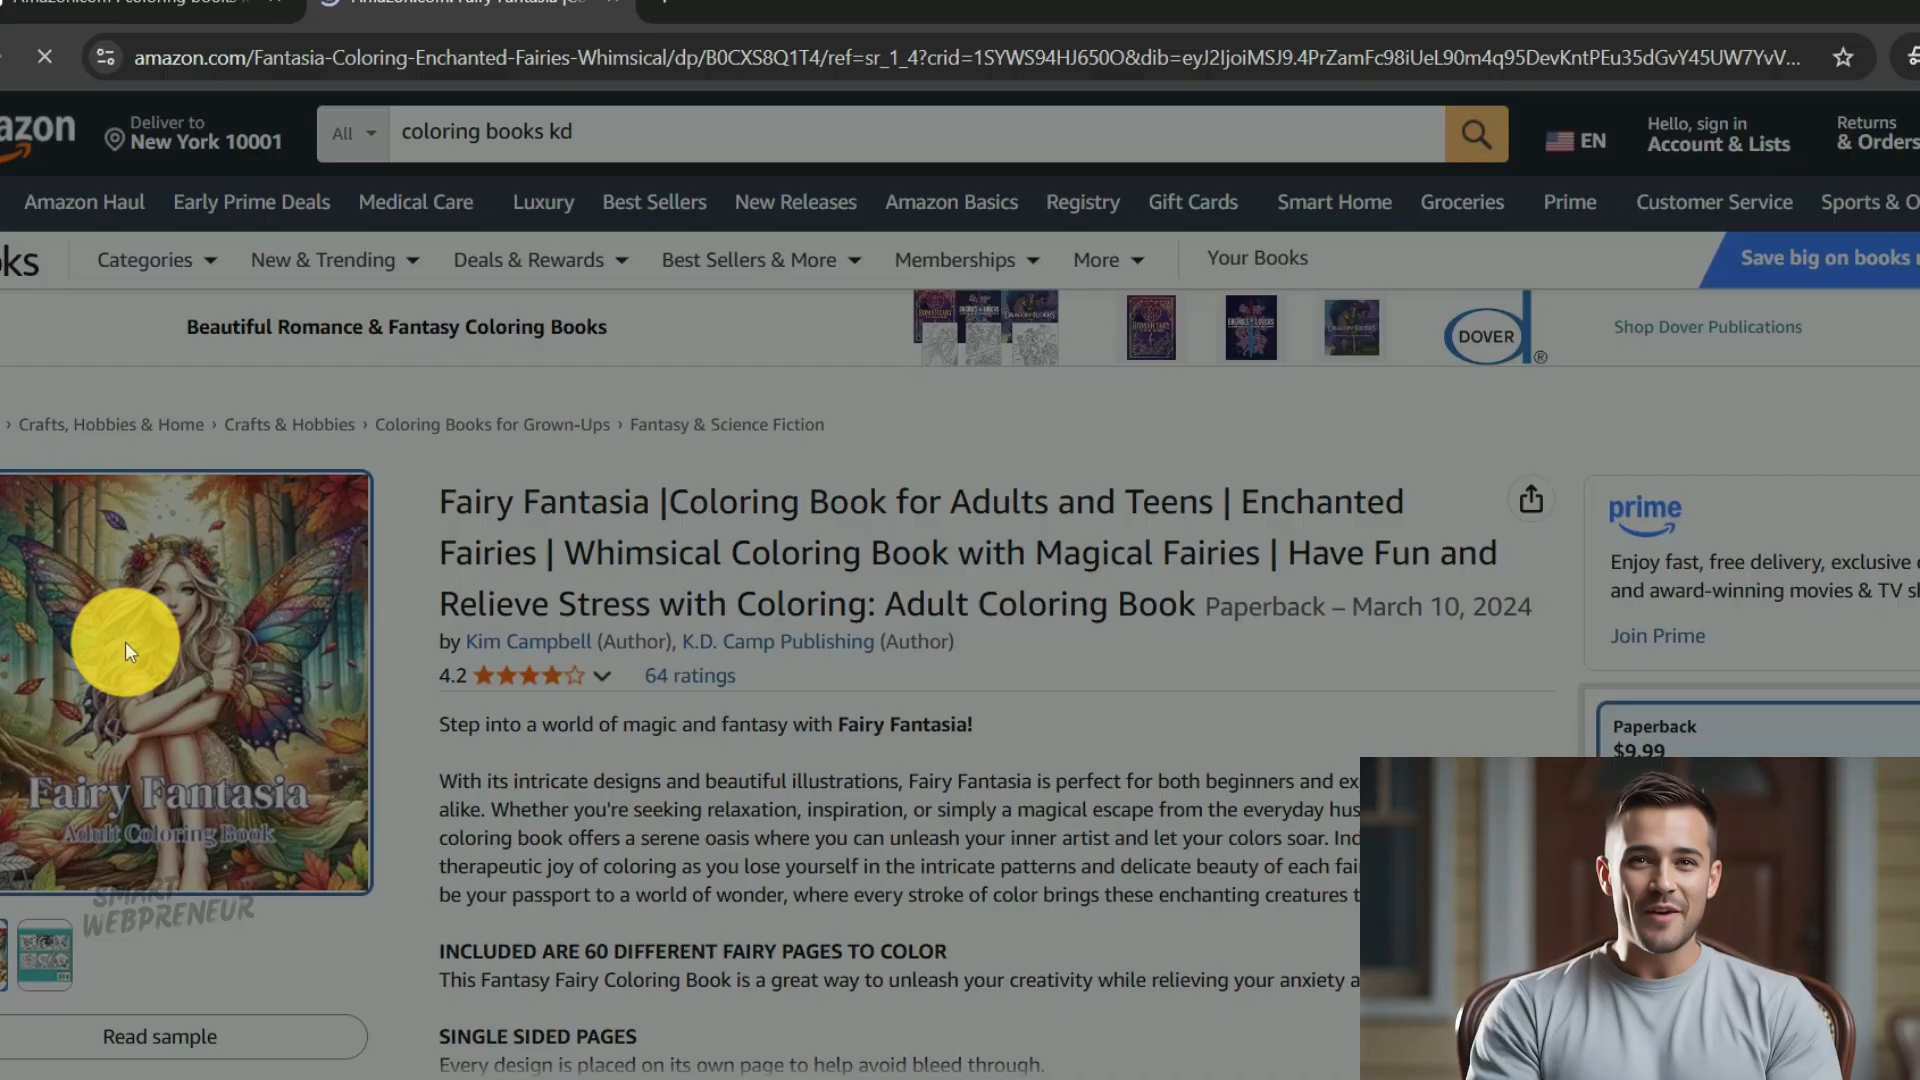 amazon.com/Fantasia-Coloring-Enchanted-Fairies-Whimsical/dp/B0CXS8Q1T4/ref=sr_1_4?crid=1SYWS94HJ650O&dib=eyJ2IjoiMSJ9.4PrZamFc98iUeL90m4q95DevKntPEu35dGvY45UW7YvV...
azon
Deliver to
New York 10001
All
coloring books kd
EN
Hello, sign in
Account & Lists
Returns
& Orders
Amazon Haul Early Prime Deals Medical Care Luxury Best Sellers New Releases Amazon Basics Registry Gift Cards Smart Home Groceries Prime Customer Service Sports & O
ks Categories New & Trending Deals & Rewards Best Sellers & More Memberships More Your Books Save big on books
Beautiful Romance & Fantasy Coloring Books
DOVER ®
Shop Dover Publications
› Crafts, Hobbies & Home › Crafts & Hobbies › Coloring Books for Grown-Ups › Fantasy & Science Fiction
Fairy Fantasia |Coloring Book for Adults and Teens | Enchanted
Fairies | Whimsical Coloring Book with Magical Fairies | Have Fun and
Relieve Stress with Coloring: Adult Coloring Book Paperback – March 10, 2024
by Kim Campbell (Author), K.D. Camp Publishing (Author)
4.2 64 ratings
Step into a world of magic and fantasy with Fairy Fantasia!
With its intricate designs and beautiful illustrations, Fairy Fantasia is perfect for both beginners and ex
alike. Whether you're seeking relaxation, inspiration, or simply a magical escape from the everyday hus
coloring book offers a serene oasis where you can unleash your inner artist and let your colors soar. Ind
therapeutic joy of coloring as you lose yourself in the intricate patterns and delicate beauty of each fai
be your passport to a world of wonder, where every stroke of color brings these enchanting creatures t
INCLUDED ARE 60 DIFFERENT FAIRY PAGES TO COLOR
This Fantasy Fairy Coloring Book is a great way to unleash your creativity while relieving your anxiety a
SINGLE SIDED PAGES
Every design is placed on its own page to help avoid bleed through.
Fairy Fantasia
Adult Coloring Book
SMART
WEBPRENEUR
Read sample
prime
Enjoy fast, free delivery, exclusive
and award-winning movies & TV s
Join Prime
Paperback
$9.99